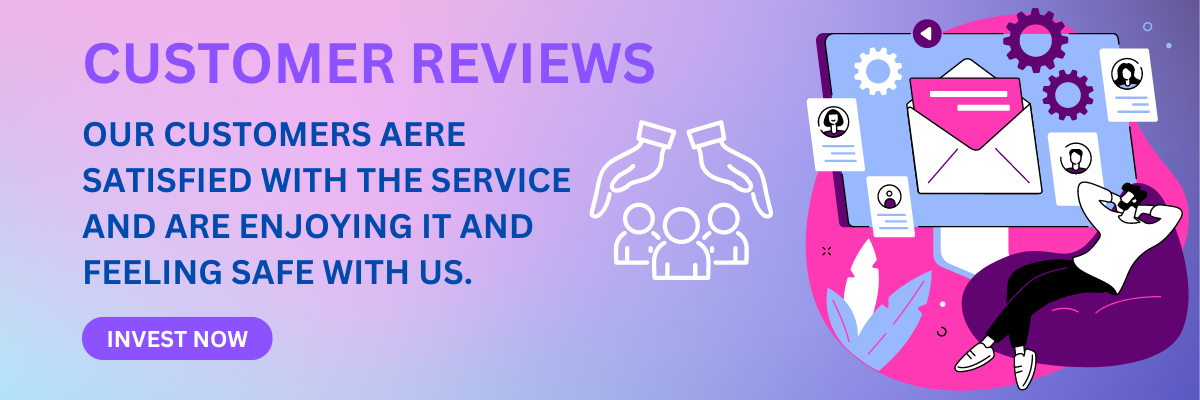 CUSTOMER REVIEWS
OUR CUSTOMERS AERE
SATISFIED WITH THE SERVICE
AND ARE ENJOYING IT AND
FEELING SAFE WITH US.
INVEST NOW